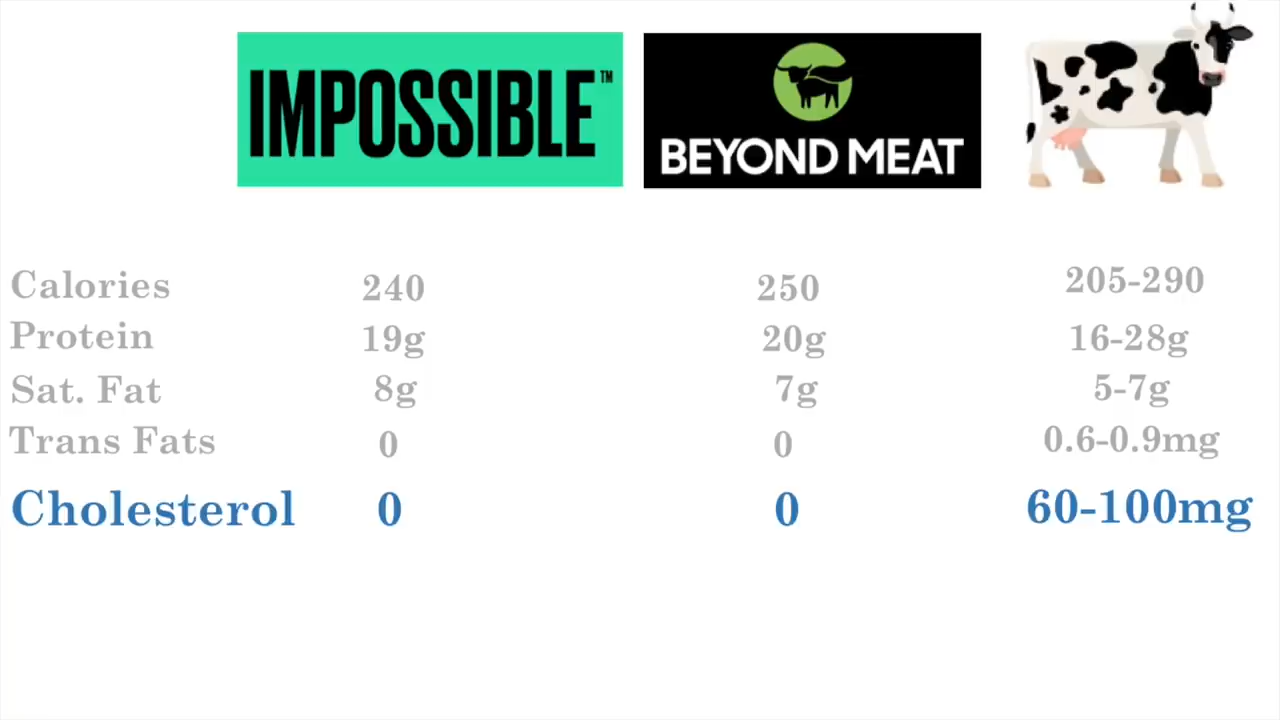 IMPOSSIBLE™
BEYOND MEAT
Calories 240 250 205-290
Protein 19g 20g 16-28g
Sat. Fat 8g 7g 5-7g
Trans Fats 0 0 0.6-0.9mg
Cholesterol 0 0 60-100mg